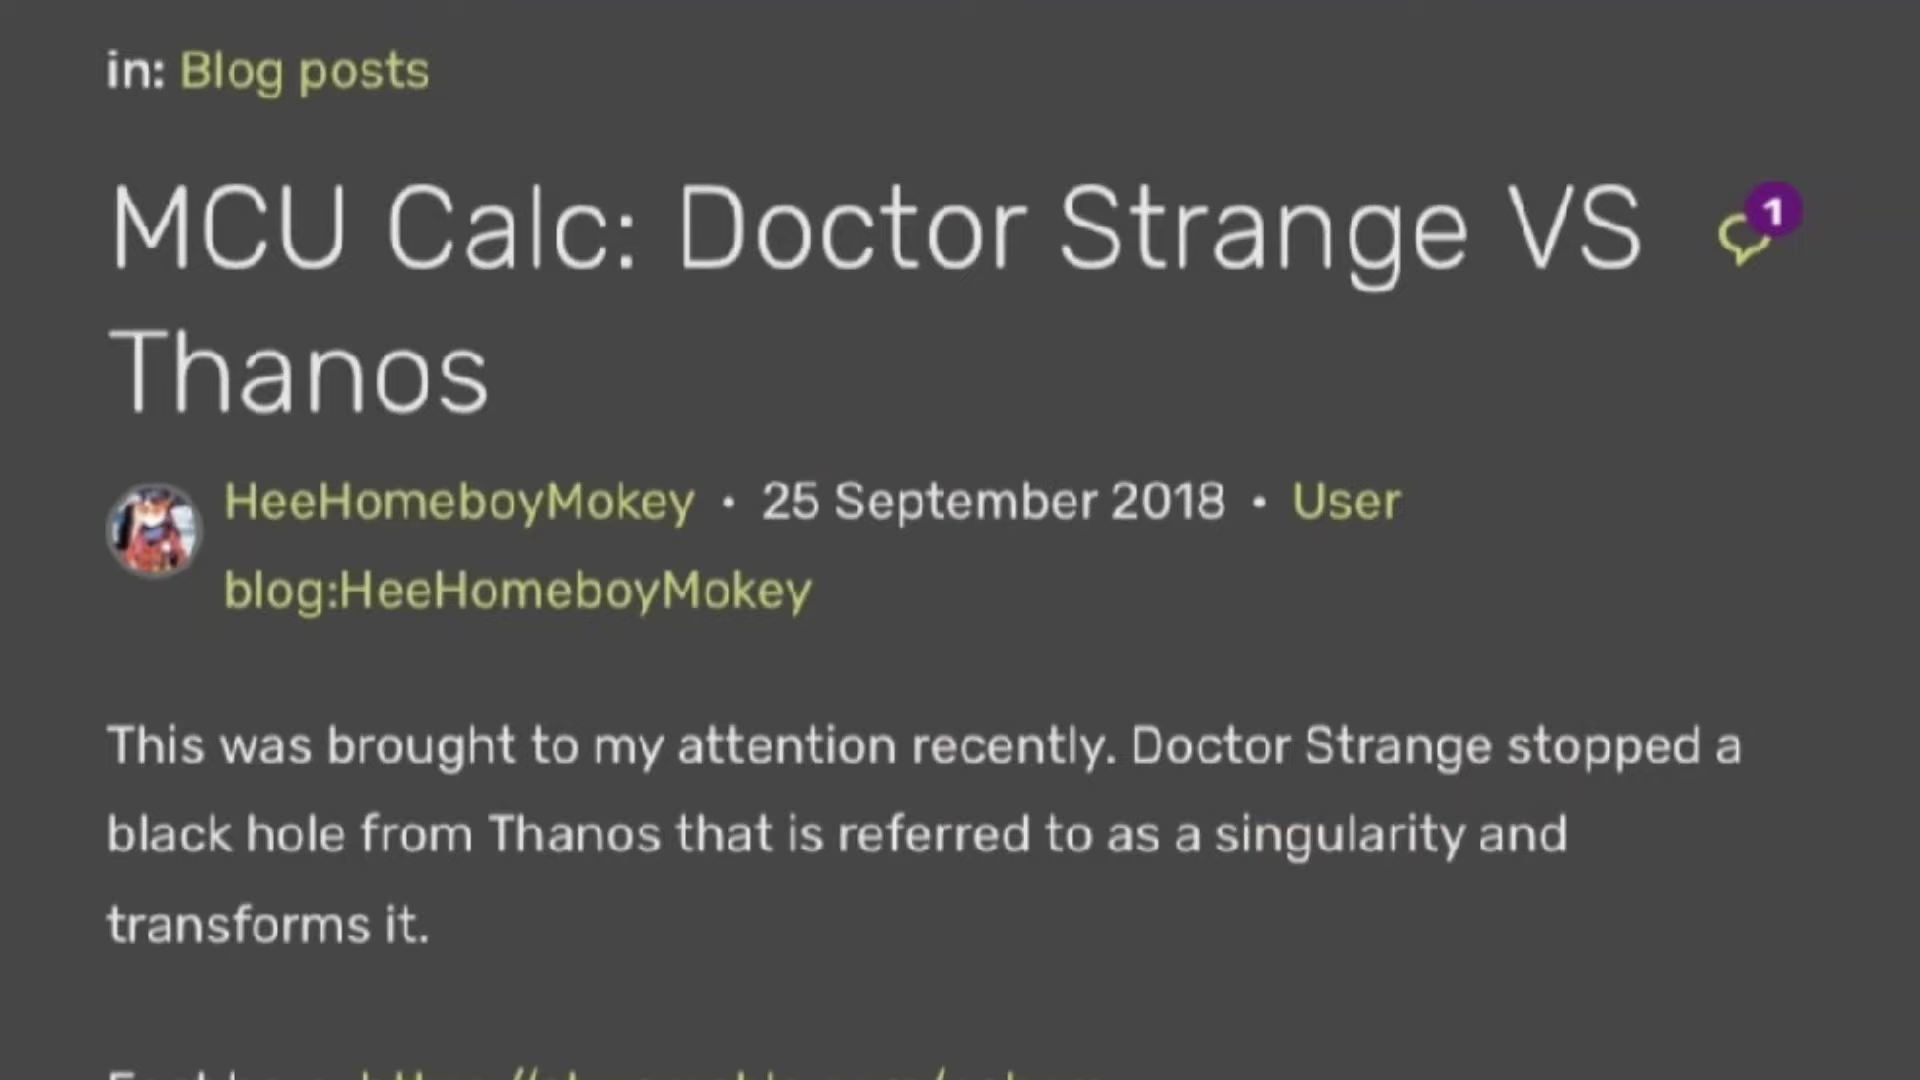 in: Blog posts
MCU Calc: Doctor Strange VS
1
Thanos
HeeHomeboyMokey • 25 September 2018 • User
blog:HeeHomeboyMokey
This was brought to my attention recently. Doctor Strange stopped a
black hole from Thanos that is referred to as a singularity and
transforms it.